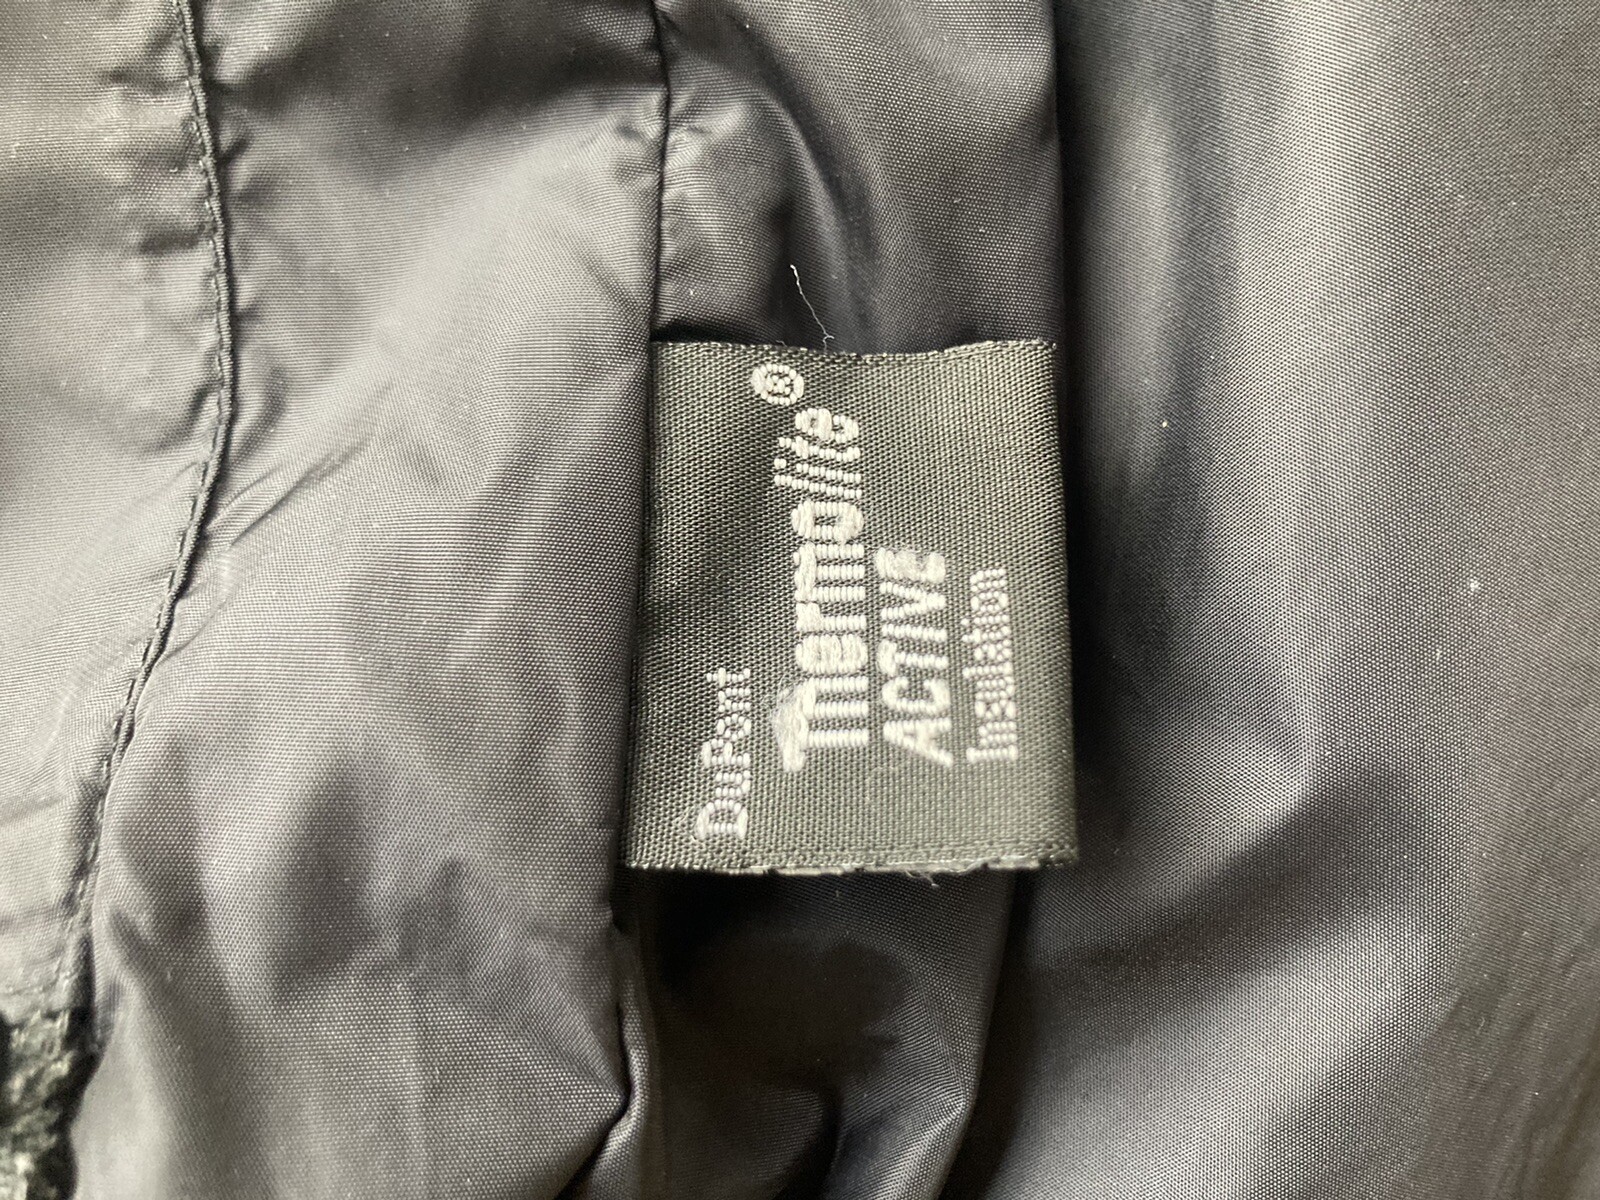 DuPont
Thermolite®
ACTIVE
Insulation